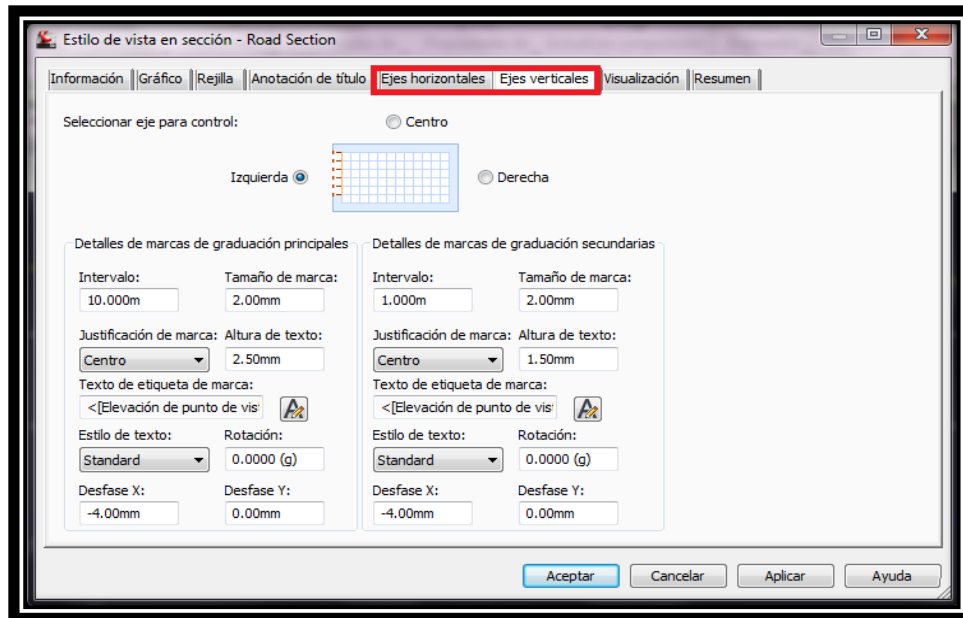 Estilo de vista en sección - Road Section
Información Gráfico Rejilla Anotación de título Ejes horizontales Ejes verticales Visualización Resumen
Seleccionar eje para control: Centro
Izquierda Derecha
Detalles de marcas de graduación principales Detalles de marcas de graduación secundarias
Intervalo: Tamaño de marca: Intervalo: Tamaño de marca:
10.000m 2.00mm 1.000m 2.00mm
Justificación de marca: Altura de texto: Justificación de marca: Altura de texto:
Centro 2.50mm Centro 1.50mm
Texto de etiqueta de marca: Texto de etiqueta de marca:
<[Elevación de punto de vis <[Elevación de punto de vis
Estilo de texto: Rotación: Estilo de texto: Rotación:
Standard 0.0000 (g) Standard 0.0000 (g)
Desfase X: Desfase Y: Desfase X: Desfase Y:
-4.00mm 0.00mm -4.00mm 0.00mm
Aceptar Cancelar Aplicar Ayuda